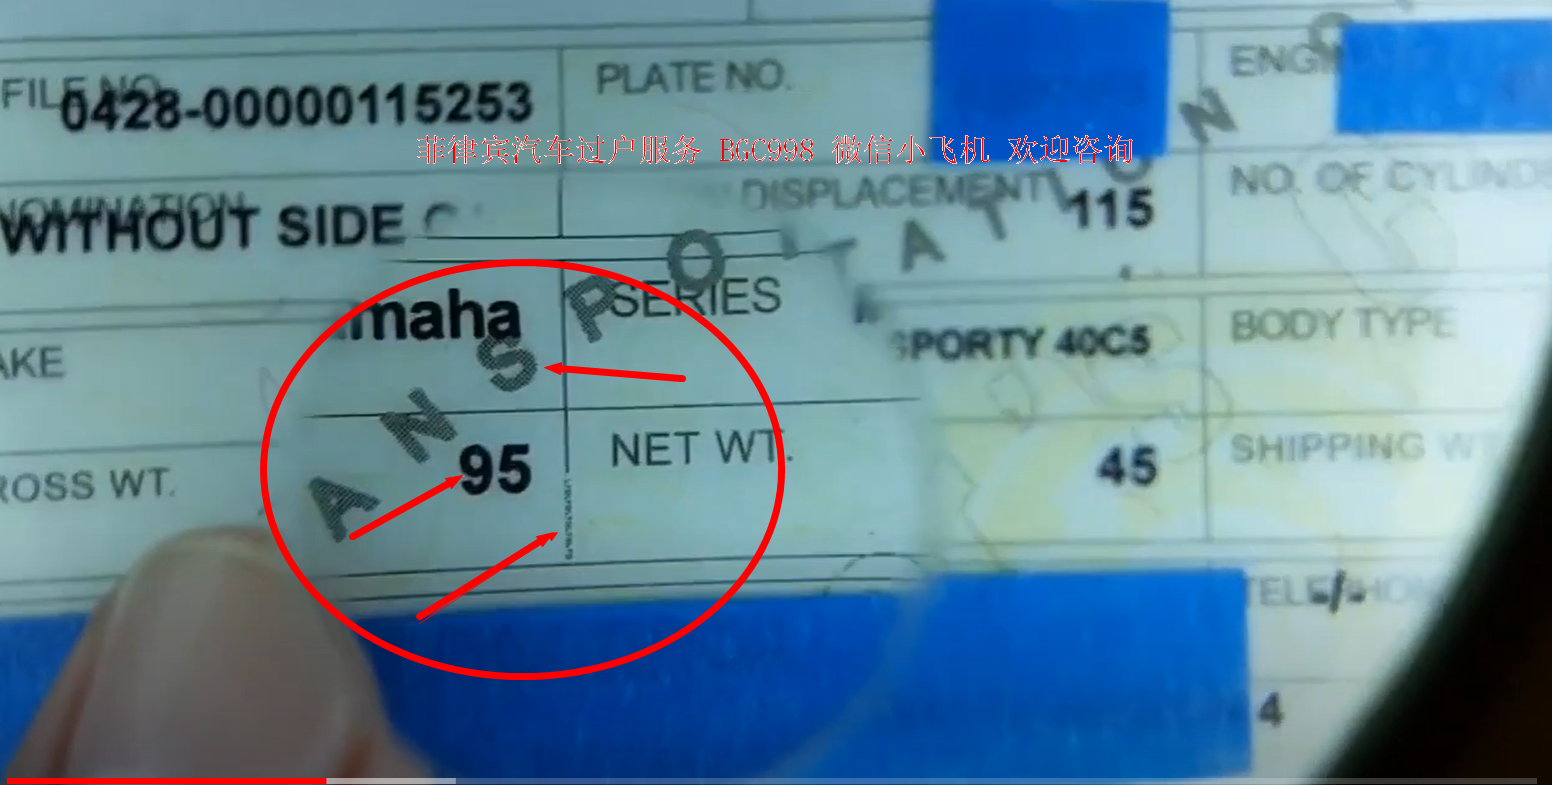 FILE NO.
0428-00000115253
PLATE NO.
菲律宾汽车过户服务 BGC998 微信小飞机 欢迎咨询
WITHOUT SIDE
DISPLACEMENT
115
NO. OF CYLIND
maha
SERIES
SPORTY 40C5
BODY TYPE
AKE
ROSS WT.
95
NET WT.
45
SHIPPING W
4
A N S P O
T A T
N